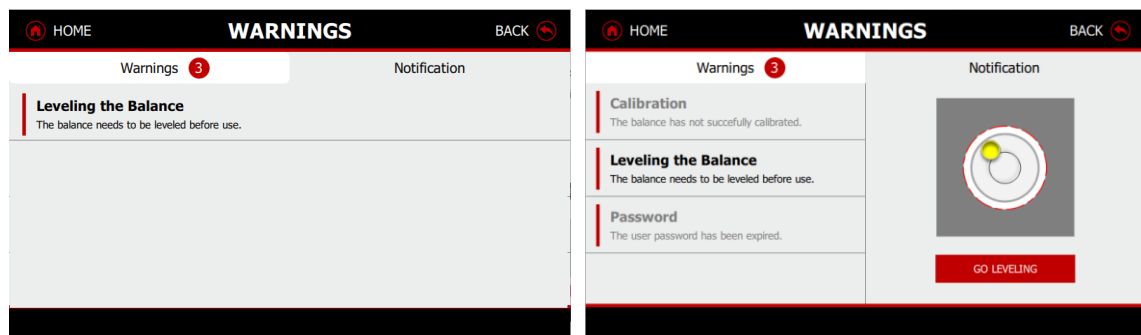 HOME WARNINGS BACK
Warnings 3 Notification
Leveling the Balance
The balance needs to be leveled before use.
HOME WARNINGS BACK
Warnings 3 Notification
Calibration
The balance has not succefully calibrated.
Leveling the Balance
The balance needs to be leveled before use.
Password
The user password has been expired.
GO LEVELING